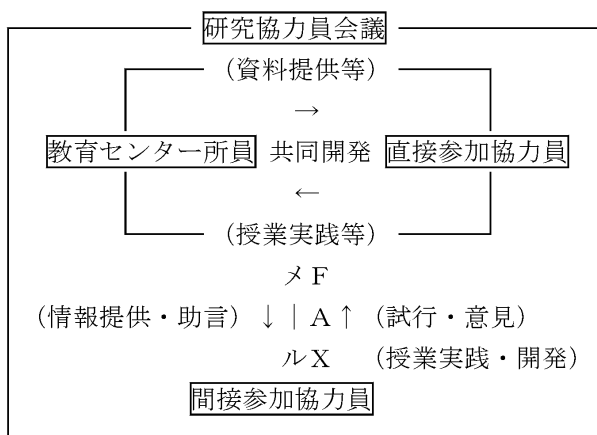 研究協力員会議
（資料提供等）
→
教育センター所員 共同開発 直接参加協力員
←
（授業実践等）
メ F
（情報提供・助言）↓｜A↑（試行・意見）
ル X （授業実践・開発）
間接参加協力員